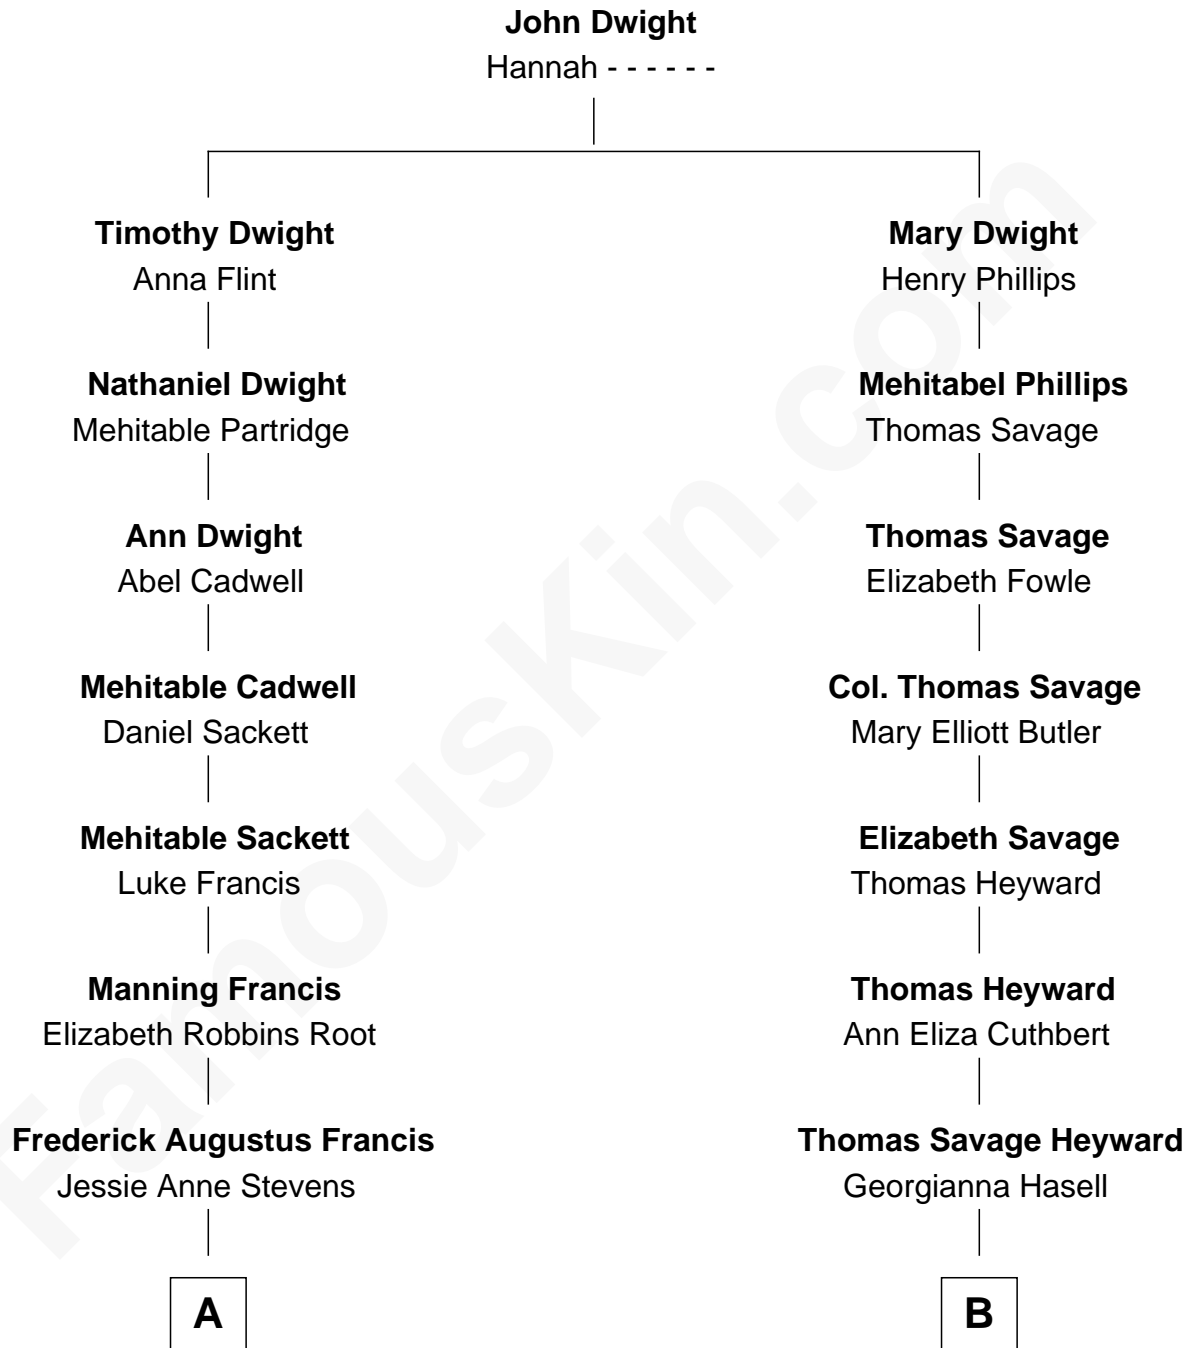 John Dwight
Hannah - - - - - -
Timothy Dwight
Anna Flint
Mary Dwight
Henry Phillips
Nathaniel Dwight
Mehitable Partridge
Mehitabel Phillips
Thomas Savage
Ann Dwight
Abel Cadwell
Thomas Savage
Elizabeth Fowle
Mehitable Cadwell
Daniel Sackett
Col. Thomas Savage
Mary Elliott Butler
Mehitable Sackett
Luke Francis
Elizabeth Savage
Thomas Heyward
Manning Francis
Elizabeth Robbins Root
Thomas Heyward
Ann Eliza Cuthbert
Frederick Augustus Francis
Jessie Anne Stevens
Thomas Savage Heyward
Georgianna Hasell
A
B
FamousKin.com